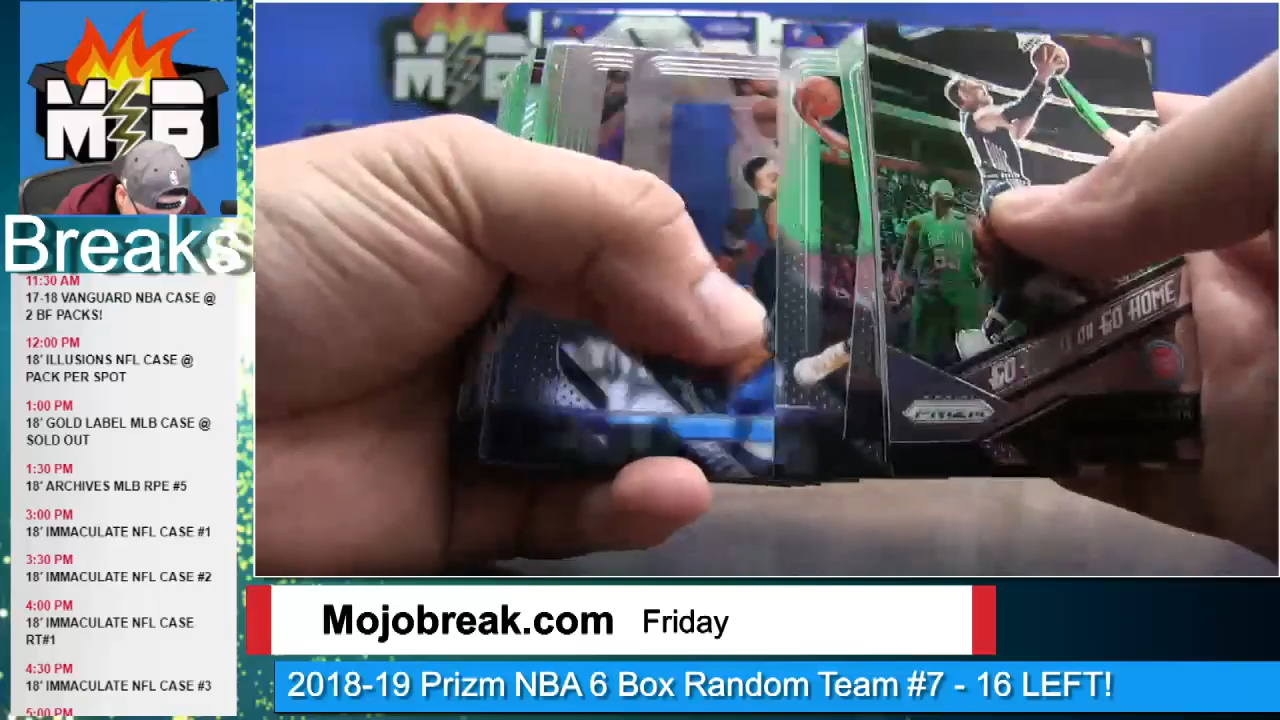 M B
M B
Breaks
11:30 AM
17-18 VANGUARD NBA CASE @
2 BF PACKS!
12:00 PM
18' ILLUSIONS NFL CASE @
PACK PER SPOT
1:00 PM
18' GOLD LABEL MLB CASE @
SOLD OUT
1:30 PM
18' ARCHIVES MLB RPE #5
3:00 PM
18' IMMACULATE NFL CASE #1
3:30 PM
18' IMMACULATE NFL CASE #2
4:00 PM
18' IMMACULATE NFL CASE
RT#1
4:30 PM
18' IMMACULATE NFL CASE #3
5:00 PM
GO HOME
GO
PRIZM
Mojobreak.com Friday
2018-19 Prizm NBA 6 Box Random Team #7 - 16 LEFT!